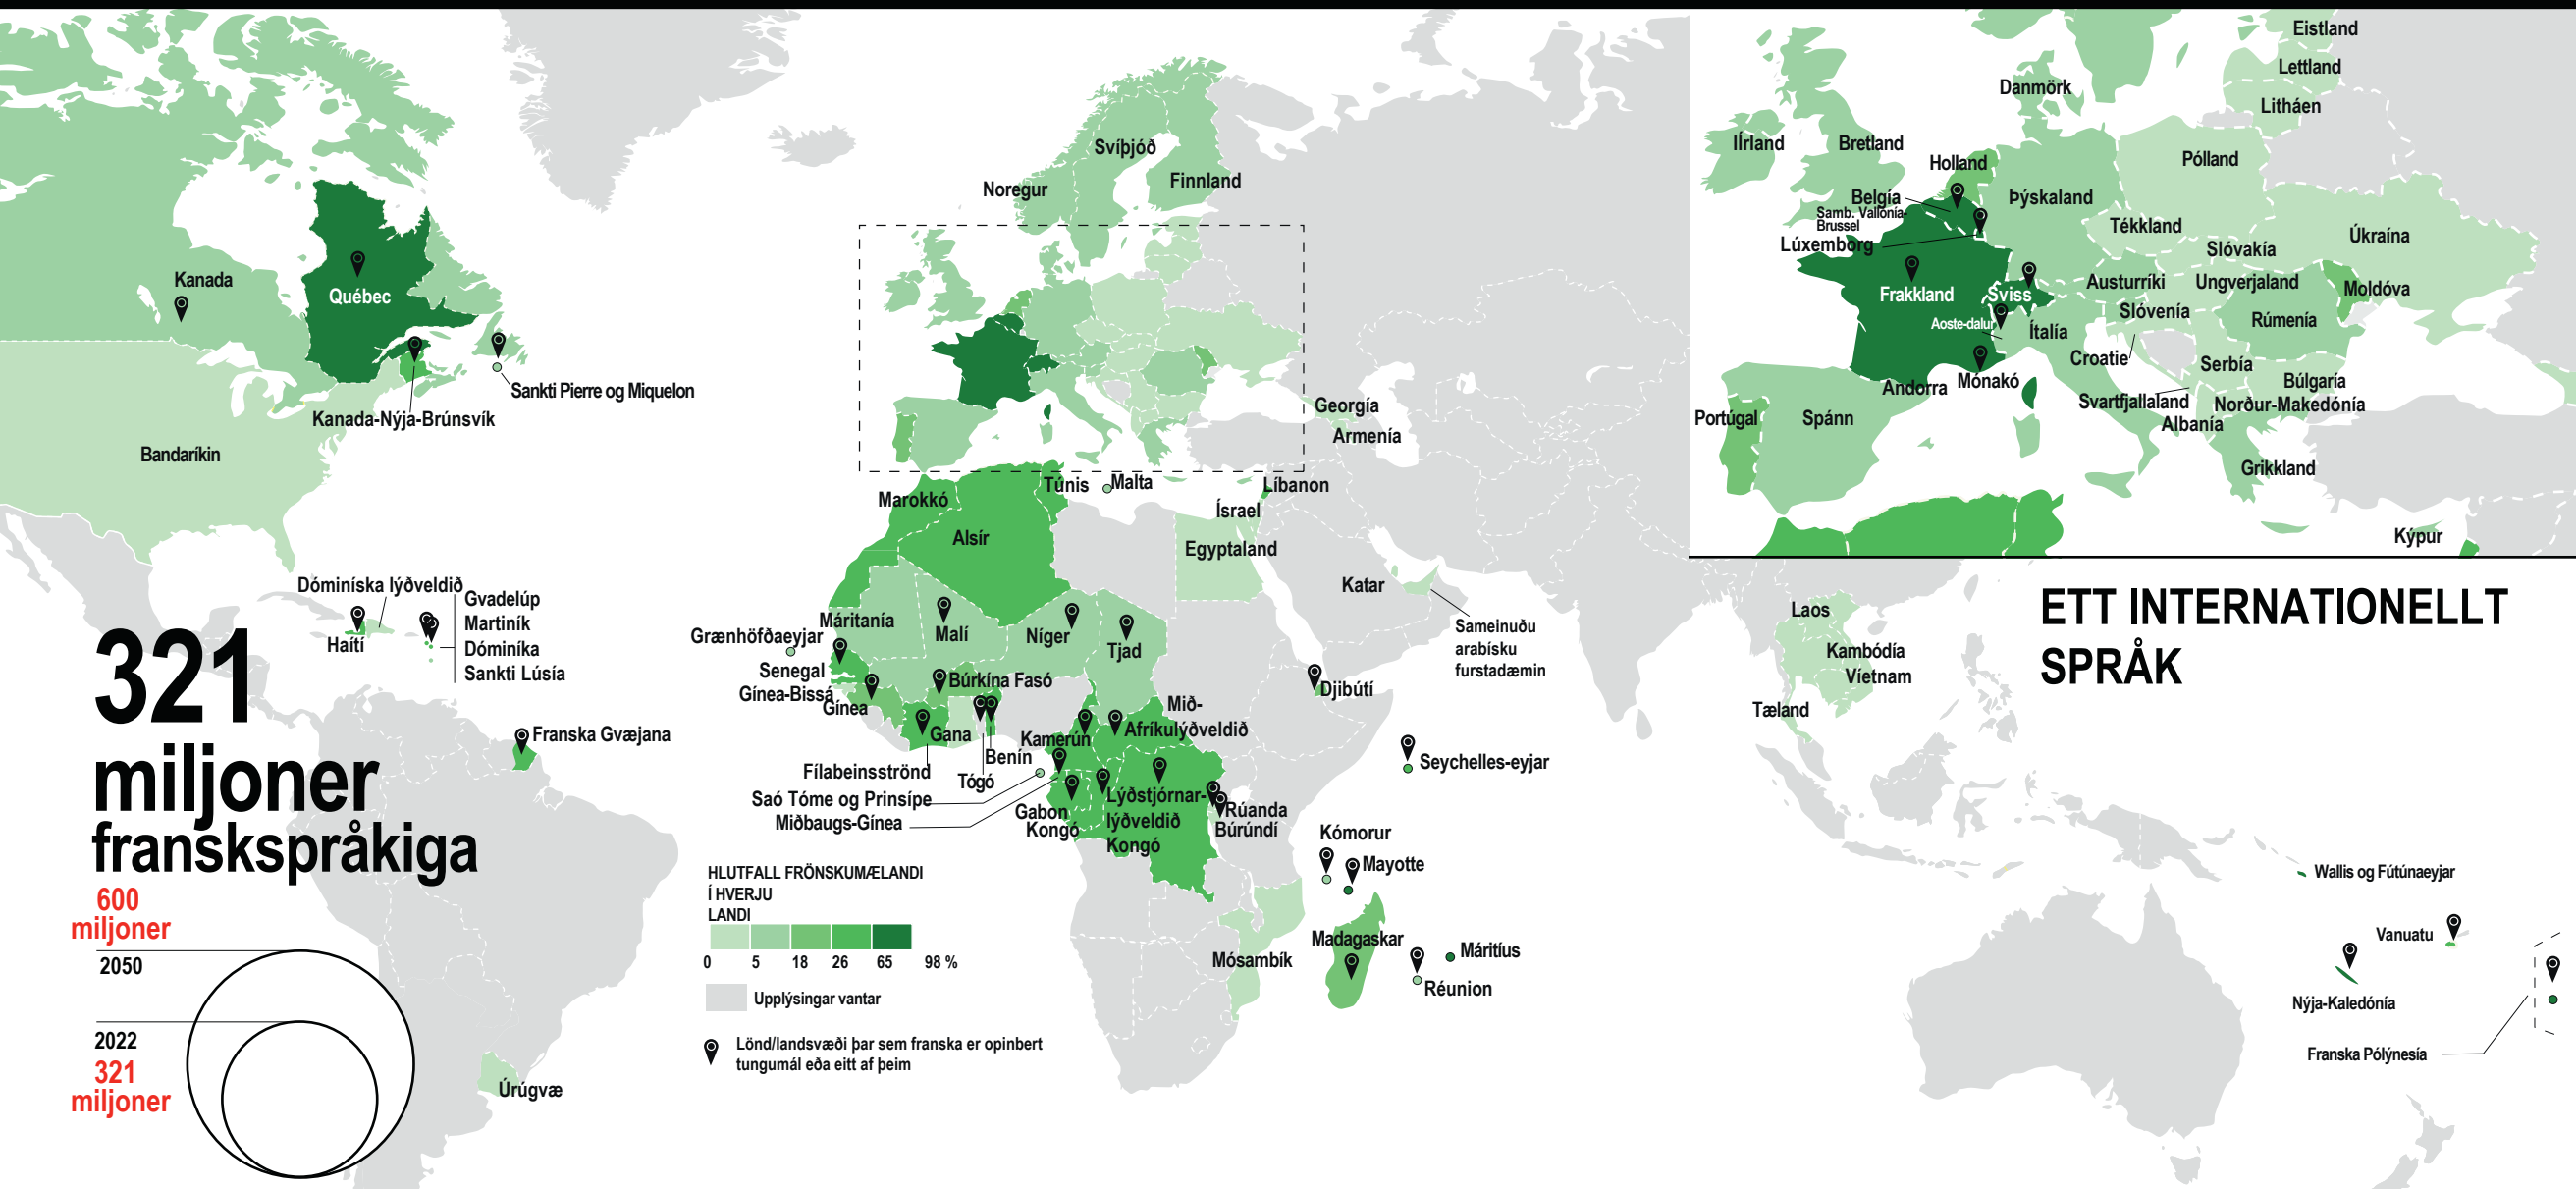 Kanada
Québec
Sankti Pierre og Miquelon
Kanada-Nýja-Brúnsvík
Bandaríkin
Dóminíska lýðveldið
Haítí
Gvadelúp
Martiník
Dóminíka
Sankti Lúsía
Franska Gvæjana
Úrúgvæ
321
miljoner
franskspråkiga
600
miljoner
2050
2022
321
miljoner
Svíþjóð
Noregur
Finnland
Georgía
Armenía
Marokkó
Túnis
Malta
Líbanon
Ísrael
Alsír
Egyptaland
Katar
Sameinuðu
arabísku
furstadæmin
Máritanía
Grænhöfðaeyjar
Malí
Níger
Tjad
Senegal
Gínea-Bissá
Gínea
Búrkína Fasó
Djibútí
Gana
Fílabeinsströnd
Benín
Tógó
Kamerún
Mið-
Afríkulýðveldið
Saó Tóme og Prinsípe
Miðbaugs-Gínea
Gabon
Kongó
Lýðstjórnar-
lýðveldið
Kongó
Rúanda
Búrúndí
Seychelles-eyjar
Kómorur
Mayotte
Madagaskar
Máritíus
Réunion
Mósambík
HLUTFALL FRÖNSKUMÆLANDI
Í HVERJU
LANDI
0 5 18 26 65 98 %
Upplýsingar vantar
Lönd/landsvæði þar sem franska er opinbert
tungumál eða eitt af þeim
Eistland
Lettland
Litháen
Danmörk
IÍrland
Bretland
Holland
Pólland
Belgía
Samb. Vallonía-
Brussel
Lúxemborg
Þýskaland
Tékkland
Slóvakía
Úkraína
Frakkland
Sviss
Austurríki
Ungverjaland
Moldóva
Aoste-dalur
Ítalía
Slóvenía
Rúmenía
Croatie
Serbía
Andorra
Mónakó
Búlgaría
Svartfjallaland
Norður-Makedónía
Albanía
Portúgal
Spánn
Grikkland
Kýpur
ETT INTERNATIONELLT
SPRÅK
Laos
Kambódía
Víetnam
Tæland
Wallis og Fútúnaeyjar
Vanuatu
Nýja-Kaledónía
Franska Pólýnesía